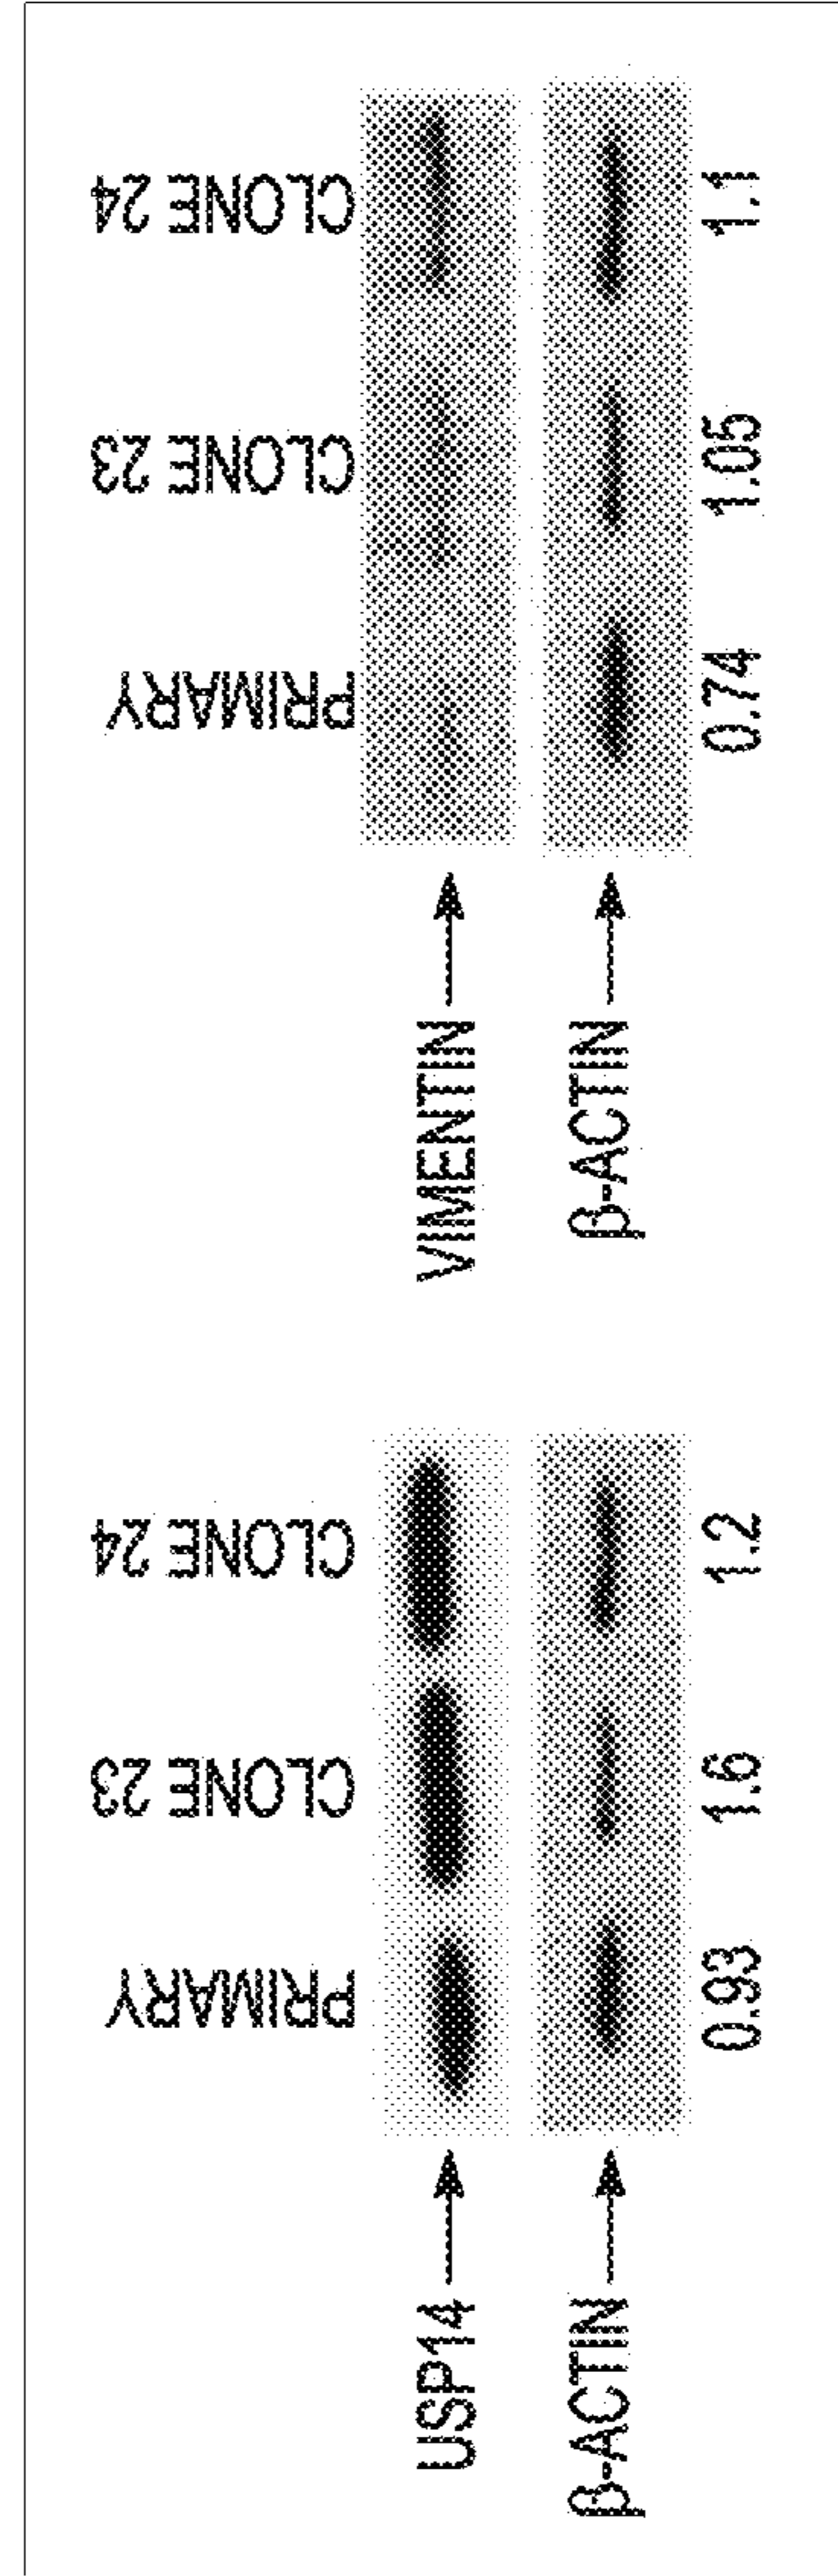 PRIMARY CLONE 23 CLONE 24
USP14
β-ACTIN
0.93 1.6 1.2
PRIMARY CLONE 23 CLONE 24
VIMENTIN
β-ACTIN
0.74 1.05 1.1